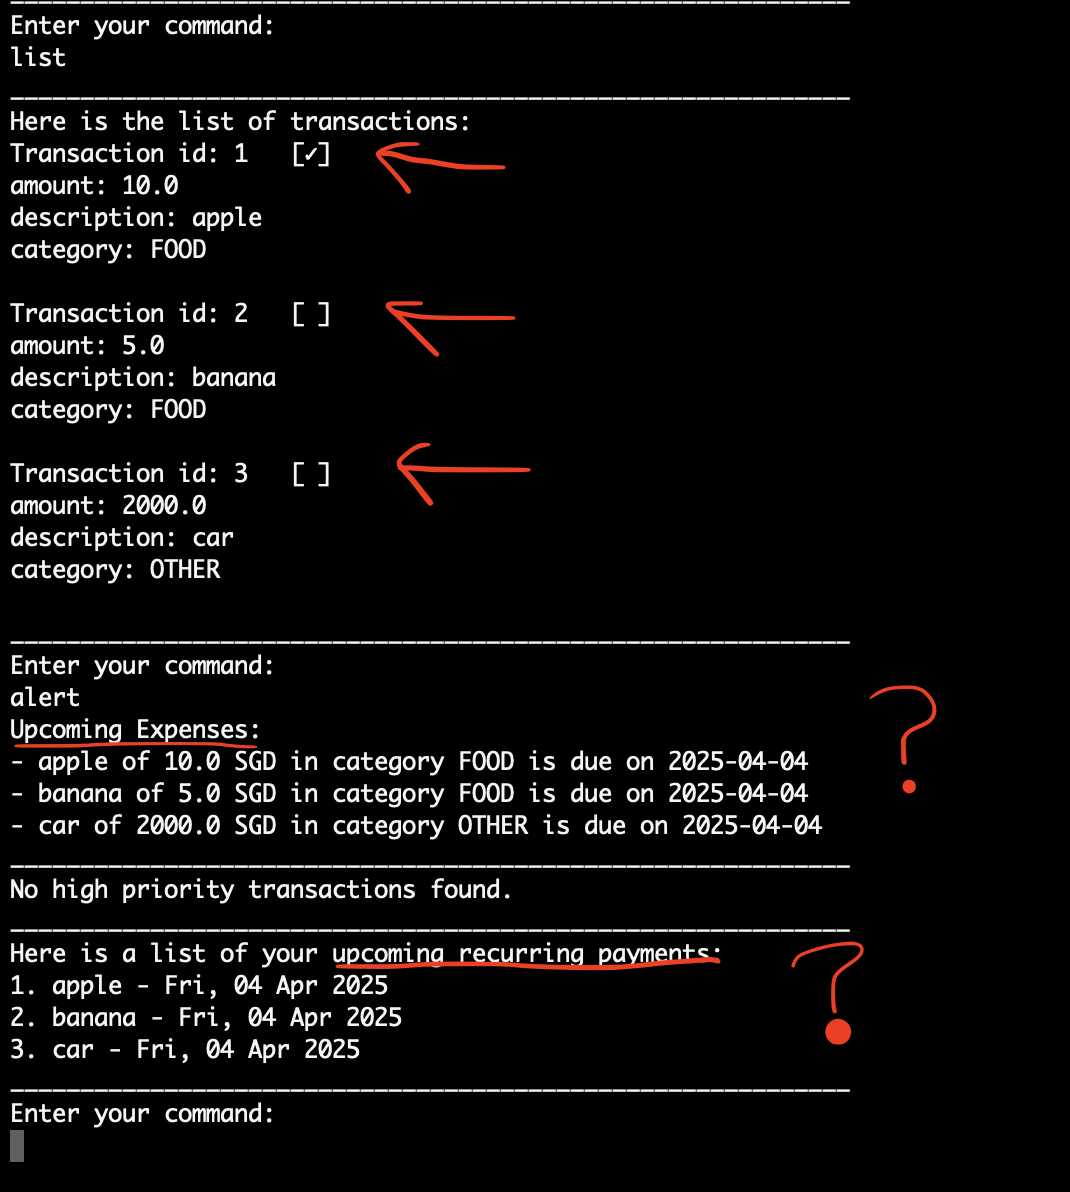 Enter your command:
list
Here is the list of transactions:
Transaction id: 1   [✓]
amount: 10.0
description: apple
category: FOOD
Transaction id: 2   [ ]
amount: 5.0
description: banana
category: FOOD
Transaction id: 3   [ ]
amount: 2000.0
description: car
category: OTHER
Enter your command:
alert
Upcoming Expenses:
- apple of 10.0 SGD in category FOOD is due on 2025-04-04
- banana of 5.0 SGD in category FOOD is due on 2025-04-04
- car of 2000.0 SGD in category OTHER is due on 2025-04-04
?
No high priority transactions found.
Here is a list of your upcoming recurring payments:
1. apple - Fri, 04 Apr 2025
2. banana - Fri, 04 Apr 2025
3. car - Fri, 04 Apr 2025
?
Enter your command: